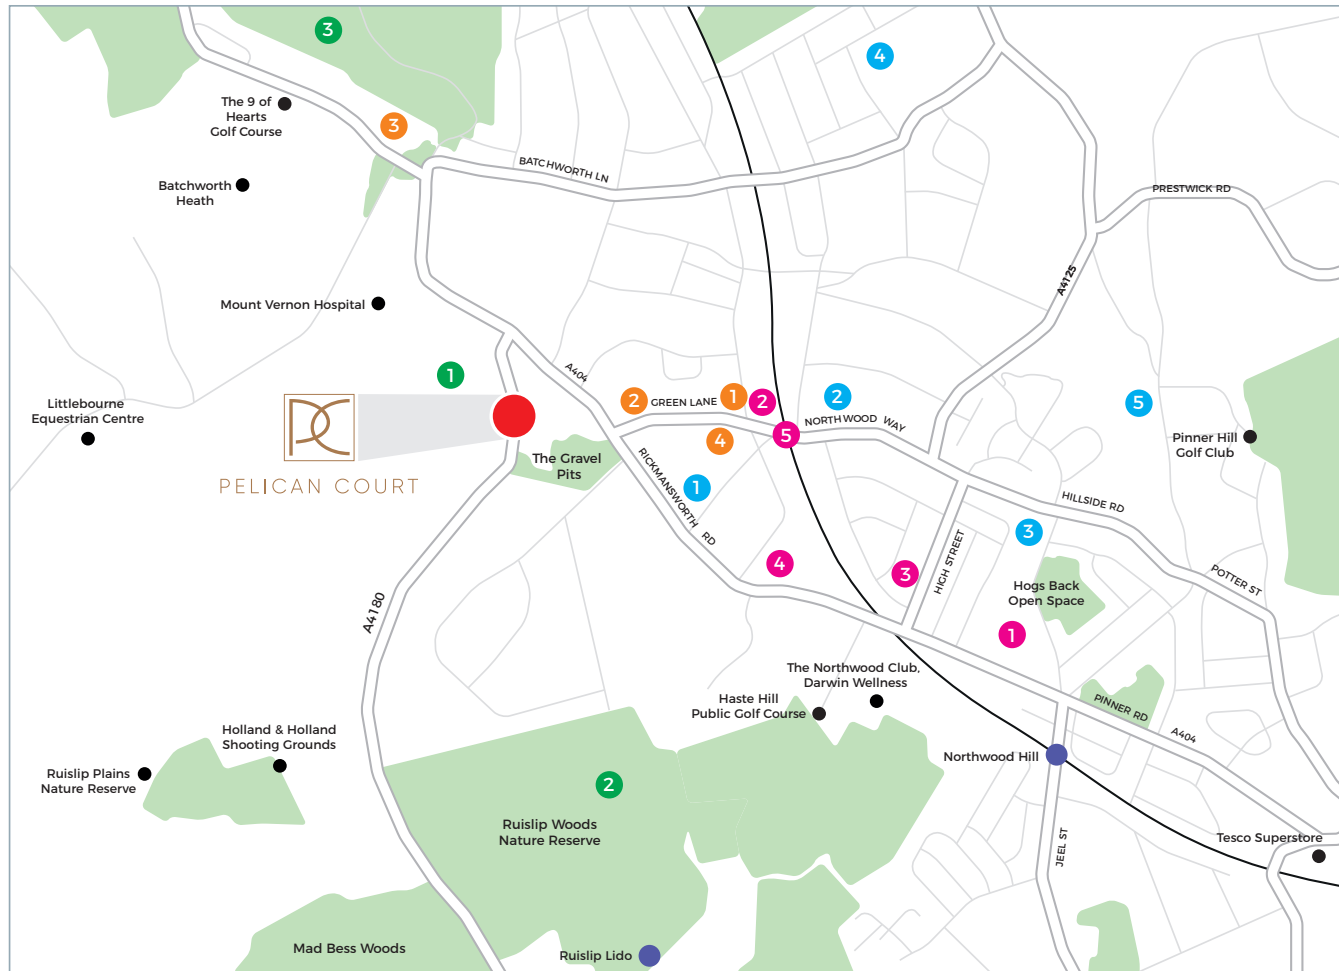 3
4
The 9 of
Hearts
Golf Course
3
BATCHWORTH LN
Batchworth
Heath
PRESTWICK RD
A4125
Mount Vernon Hospital
1
A404
2
GREEN LANE
1
2
2
5
Littlebourne
Equestrian Centre
PC
PELICAN COURT
NORTHWOOD WAY
4
5
Pinner Hill
Golf Club
The Gravel
Pits
RICKMANSWORTH RD
1
HILLSIDE RD
3
4
3
HIGH STREET
POTTER ST
Hogs Back
Open Space
A4180
1
The Northwood Club,
Darwin Wellness
Haste Hill
Public Golf Course
PINNER RD
A404
Holland & Holland
Shooting Grounds
Northwood Hill
Ruislip Plains
Nature Reserve
2
Ruislip Woods
Nature Reserve
JEEL ST
Tesco Superstore
Mad Bess Woods
Ruislip Lido